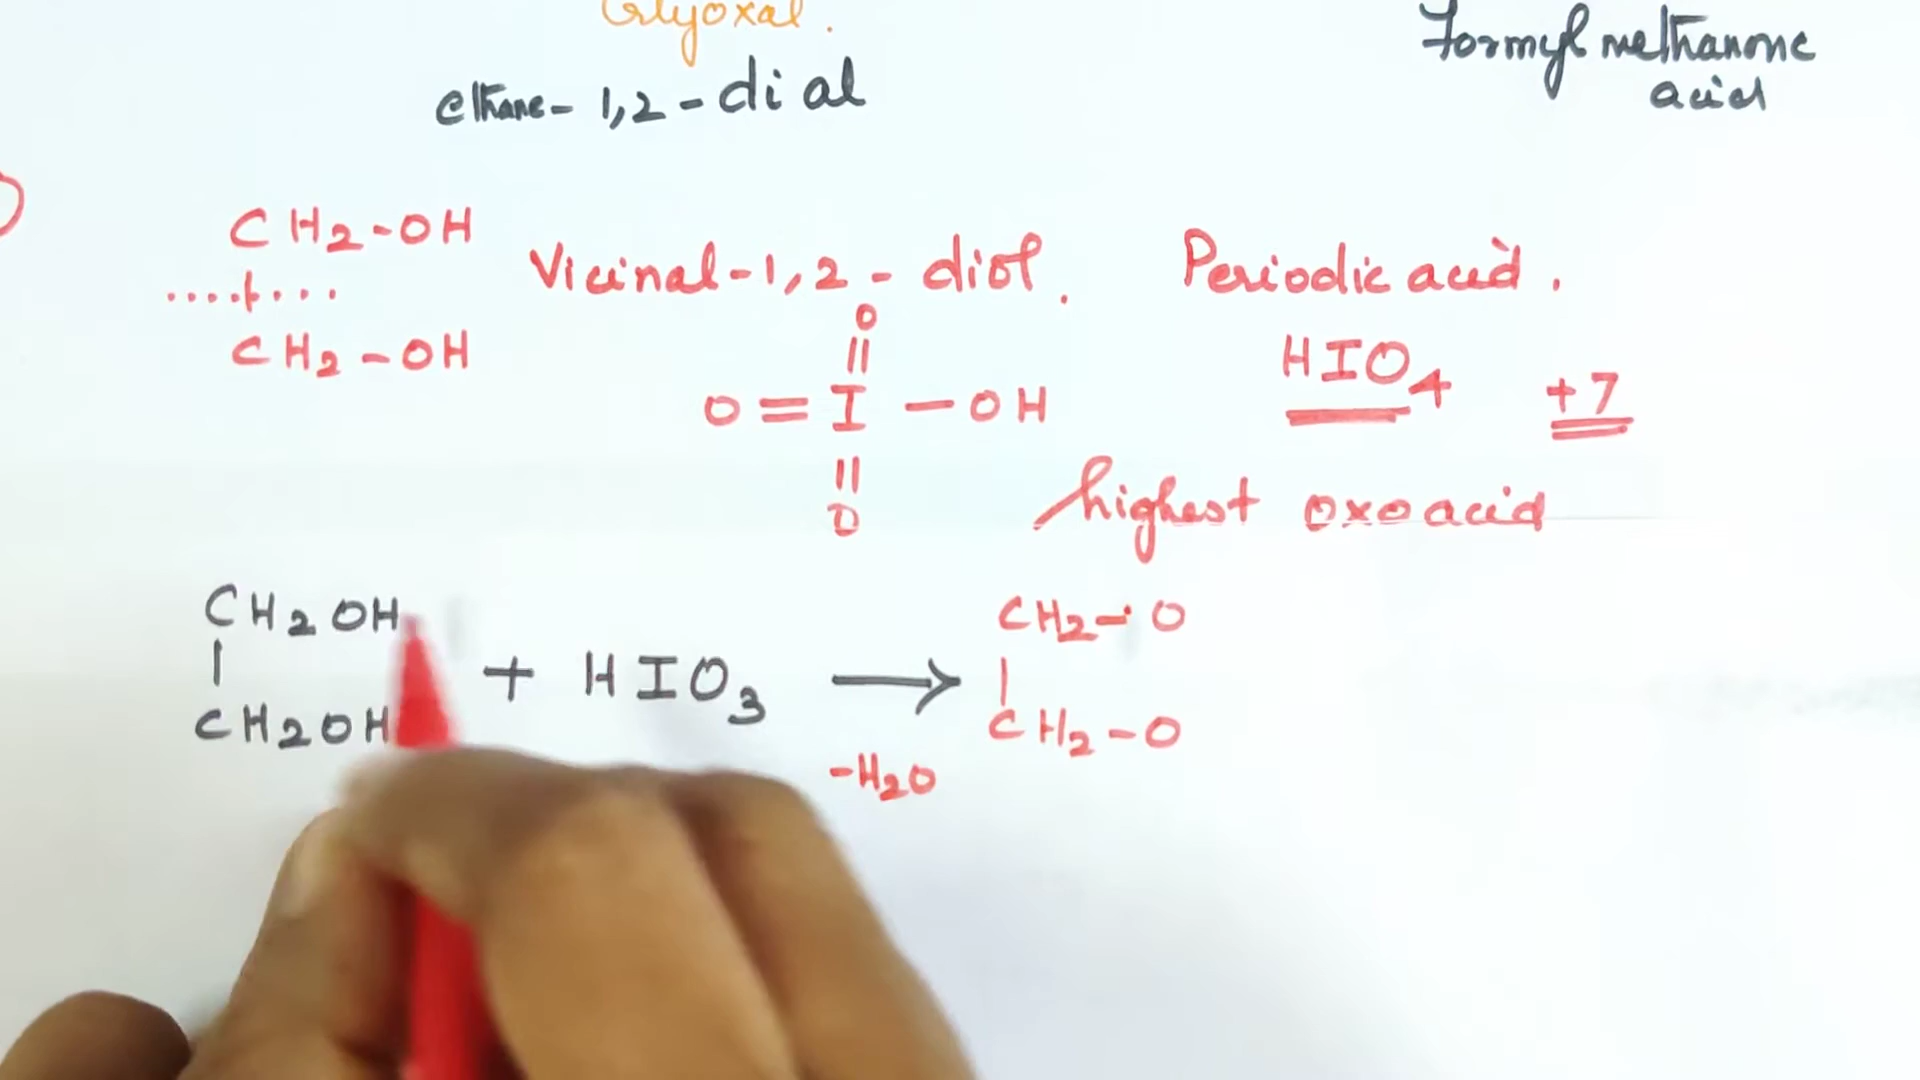 Glyoxal.
ethane-1,2-dial
Formyl methanone
acid
CH2-OH
CH2-OH
Vicinal-1,2-diol.
Periodic acid.
HIO4 +7
O
||
O=I-OH
||
O
highest oxoacid
CH2OH
|
CH2OH
+ HIO3 →
-H2O
CH2-O
|
CH2-O